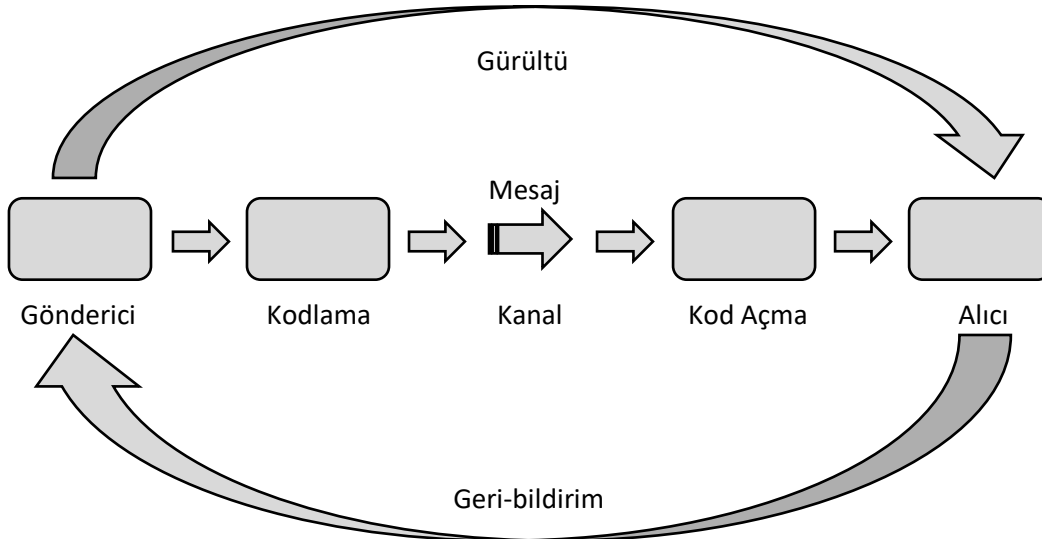 Gürültü
Mesaj
Gönderici
Kodlama
Kanal
Kod Açma
Alıcı
Geri-bildirim